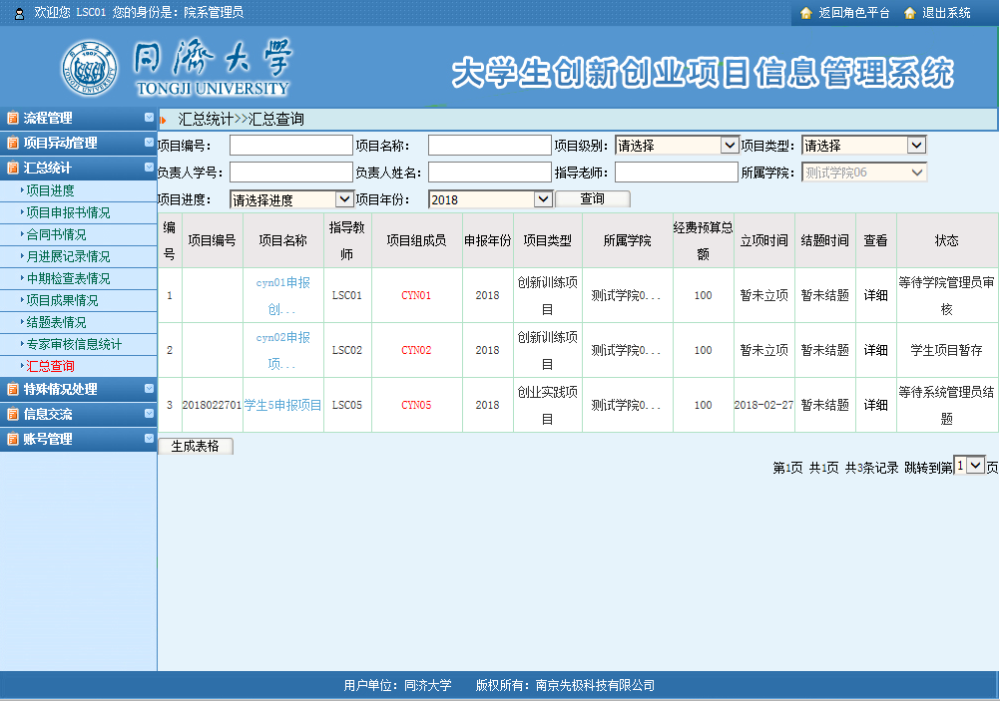 欢迎您 LSC01 您的身份是：院系管理员
返回角色平台 退出系统
同济大学
TONGJI UNIVERSITY
大学生创新创业项目信息管理系统
流程管理
项目异动管理
汇总统计
项目进度
项目申报书情况
合同书情况
月进展记录情况
中期检查表情况
项目成果情况
结题表情况
专家审核信息统计
汇总查询
特殊情况处理
信息交流
账号管理
汇总统计>>汇总查询
项目编号： 项目名称： 项目级别： 请选择 项目类型： 请选择
负责人学号： 负责人姓名： 指导老师： 所属学院： 测试学院06
项目进度： 请选择进度 项目年份： 2018 查询
编号 项目编号 项目名称 指导教师 项目组成员 申报年份 项目类型 所属学院 经费预算总额 立项时间 结题时间 查看 状态
1 cyn01申报创... LSC01 CYN01 2018 创新训练项目 测试学院0... 100 暂未立项 暂未结题 详细 等待学院管理员审核
2 cyn02申报项... LSC02 CYN02 2018 创新训练项目 测试学院0... 100 暂未立项 暂未结题 详细 学生项目暂存
3 2018022701 学生5申报项目 LSC05 CYN05 2018 创业实践项目 测试学院0... 100 2018-02-27 暂未结题 详细 等待系统管理员结题
生成表格
第1页 共1页 共3条记录 跳转到第 1 页
用户单位：同济大学 版权所有：南京先极科技有限公司